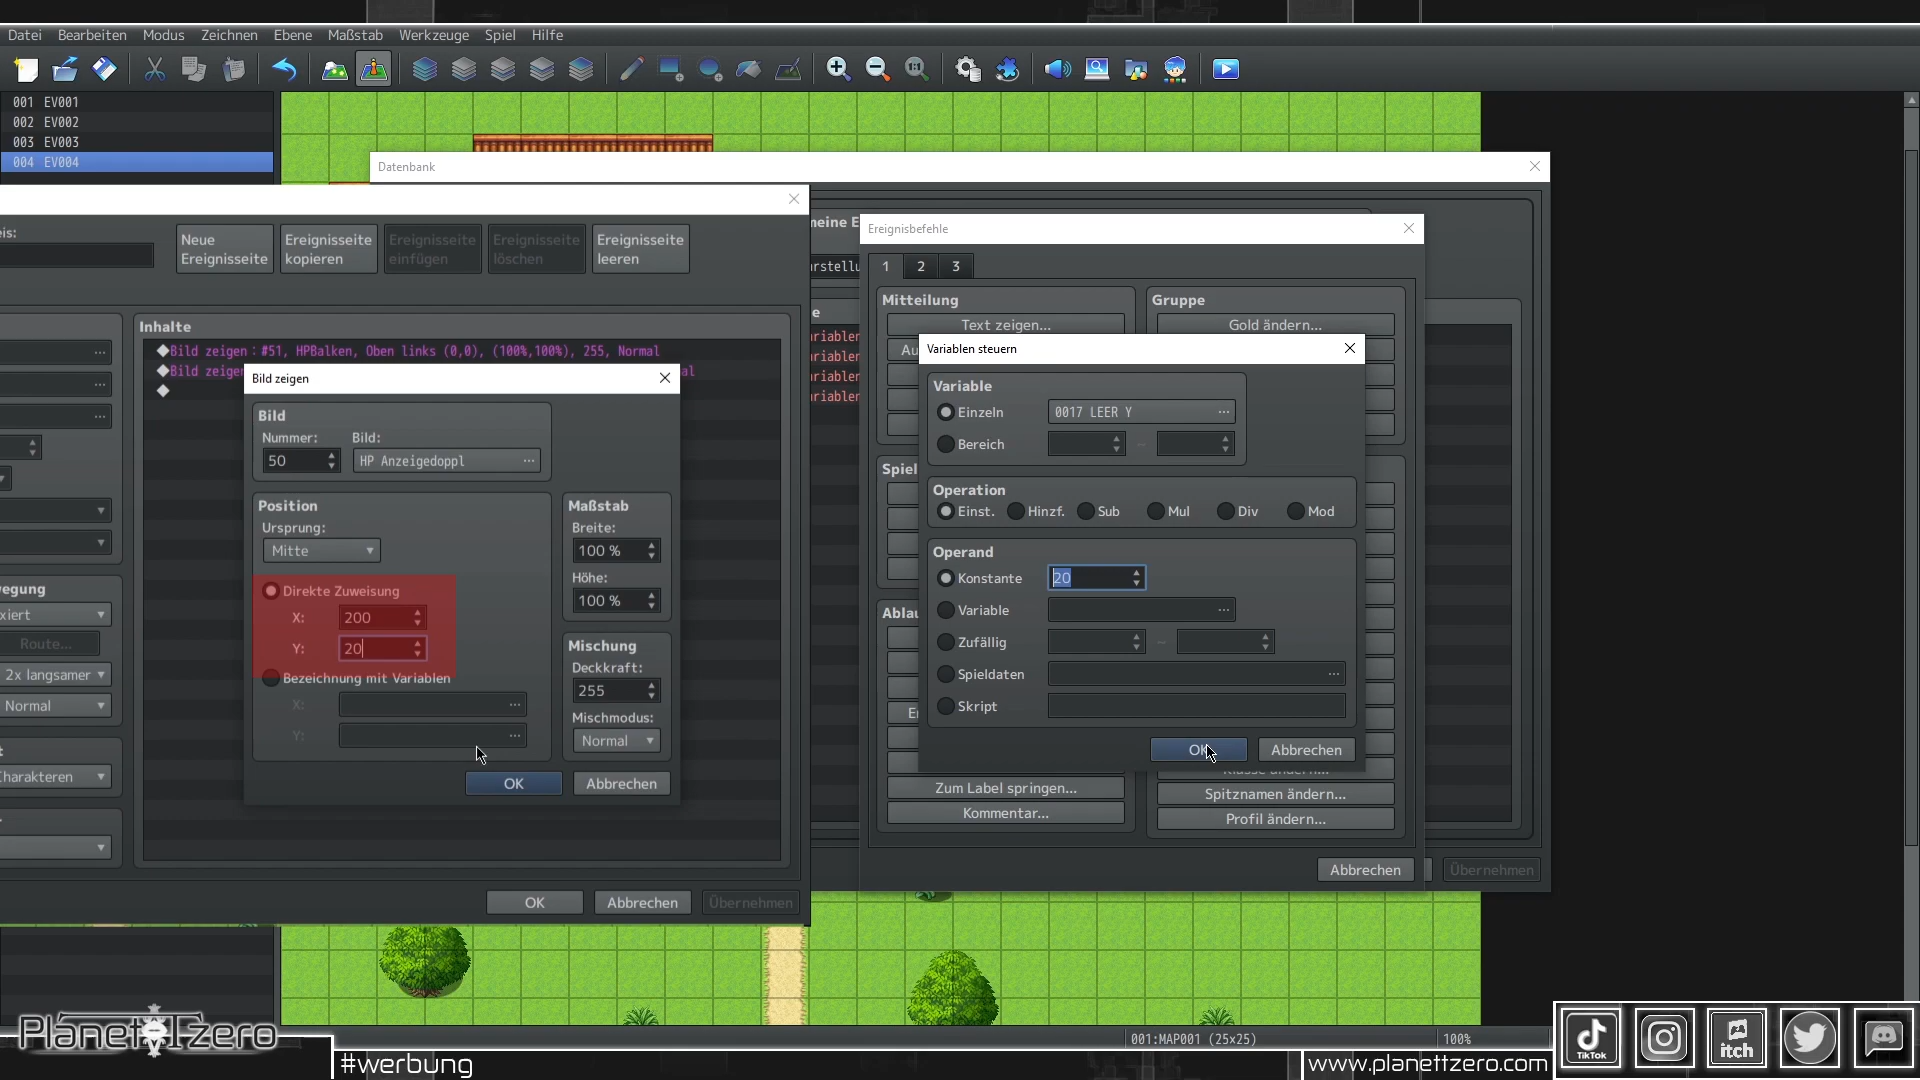 Datei Bearbeiten Modus Zeichnen Ebene Maßstab Werkzeuge Spiel Hilfe
1:1
001 EV001
002 EV002
003 EV003
004 EV004
Datenbank
Neue Ereignisseite
Ereignisseite kopieren
Ereignisseite einfügen
Ereignisseite löschen
Ereignisseite leeren
Inhalte
◆Bild zeigen : #51, HPBalken, Oben links (0,0), (100%,100%), 255, Normal
◆Bild zeigen
◆
Route...
2x langsamer
Normal
OK Abbrechen Übernehmen
Bild zeigen
Bild
Nummer: Bild:
50 HP Anzeigedoppl ...
Position
Ursprung:
Mitte
Direkte Zuweisung
X: 200
Y: 20
Bezeichnung mit Variablen
X: ...
Y: ...
Maßstab
Breite:
100 %
Höhe:
100 %
Mischung
Deckkraft:
255
Mischmodus:
Normal
OK Abbrechen
Ereignisbefehle
1 2 3
Mitteilung
Text zeigen...
Gruppe
Gold ändern...
Zum Label springen...
Kommentar...
Spitznamen ändern...
Profil ändern...
Abbrechen
Übernehmen
Variablen steuern
Variable
Einzeln 0017 LEER Y ...
Bereich –
Operation
Einst. Hinzf. Sub Mul Div Mod
Operand
Konstante 20
Variable ...
Zufällig –
Spieldaten ...
Skript
OK Abbrechen
001:MAP001 (25x25) 100%
PlanetTzero
#werbung
www.planettzero.com
TikTok
itch